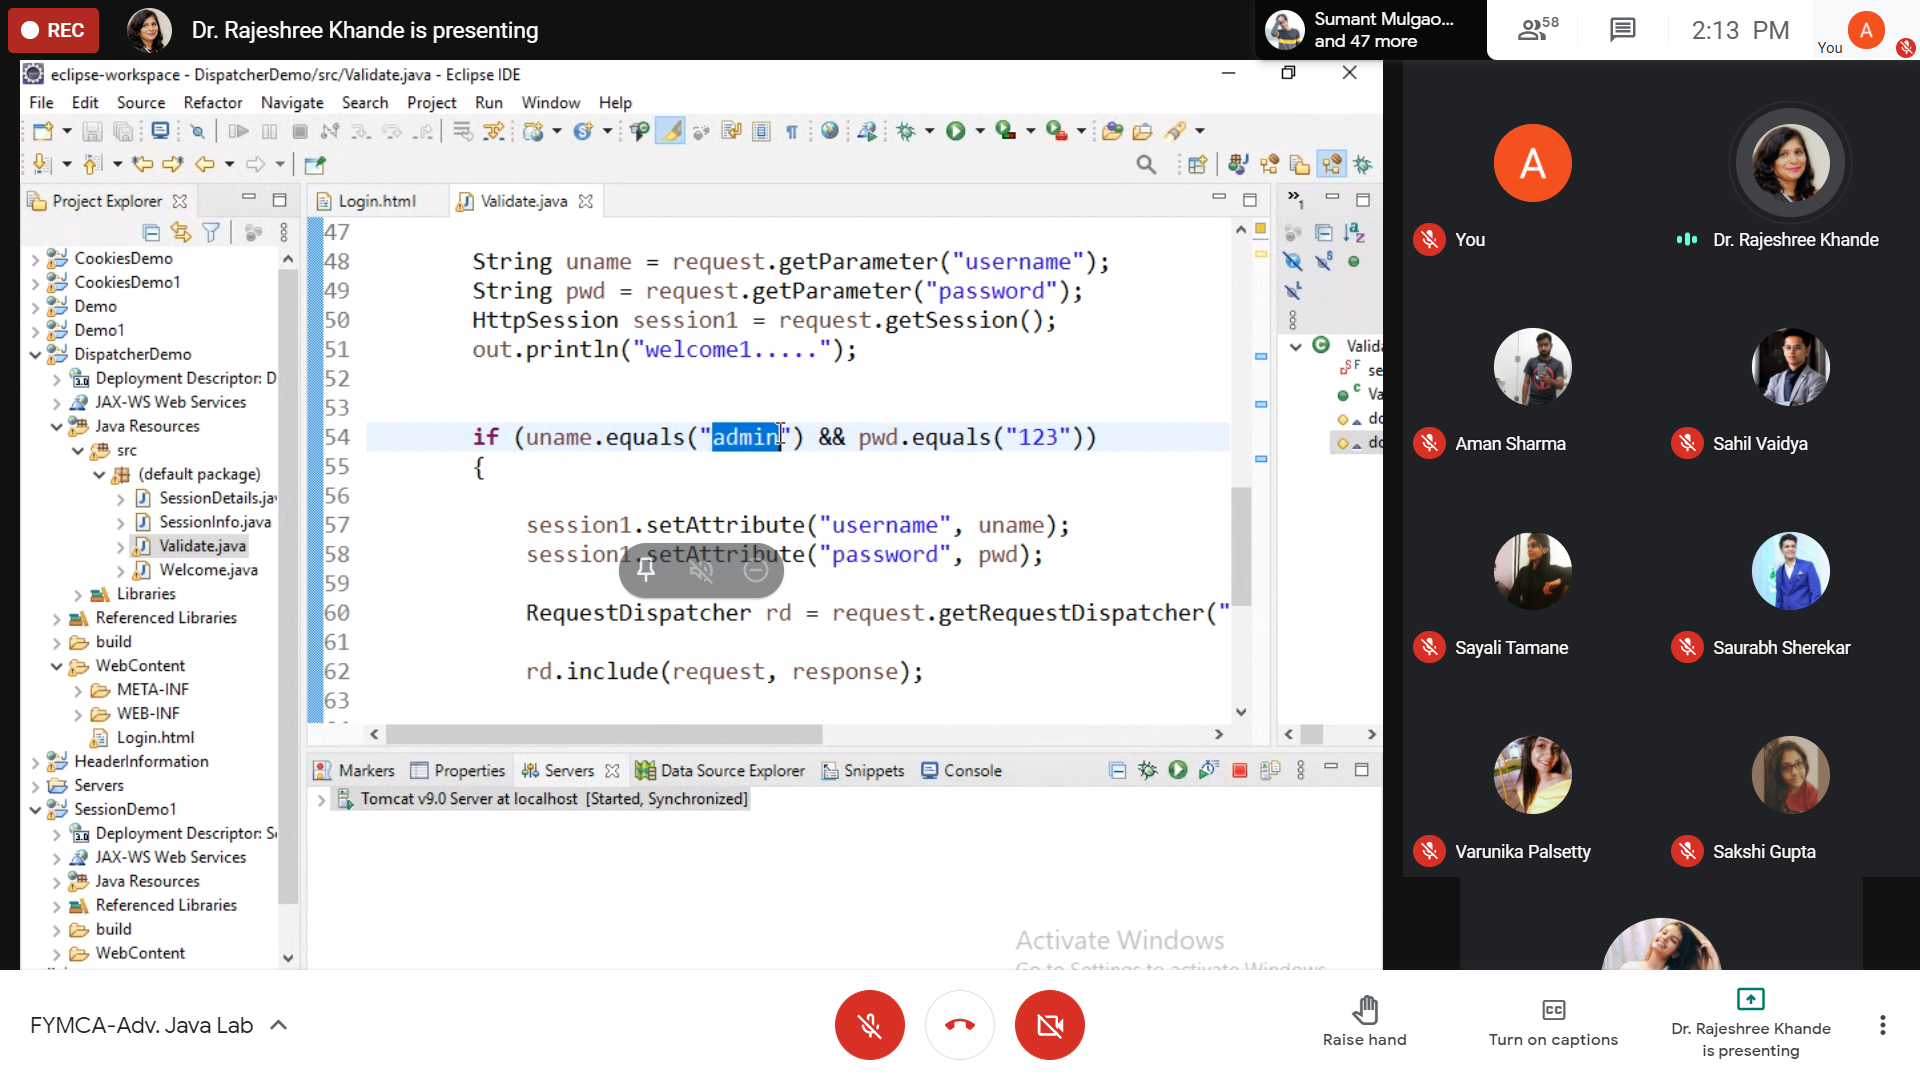 REC
Dr. Rajeshree Khande is presenting
Sumant Mulgao...
and 47 more
58
2:13 PM
You
A
eclipse-workspace - DispatcherDemo/src/Validate.java - Eclipse IDE
File Edit Source Refactor Navigate Search Project Run Window Help
Project Explorer
Login.html
Validate.java
CookiesDemo
CookiesDemo1
Demo
Demo1
DispatcherDemo
Deployment Descriptor: D
JAX-WS Web Services
Java Resources
src
(default package)
SessionDetails.jav
SessionInfo.java
Validate.java
Welcome.java
Libraries
Referenced Libraries
build
WebContent
META-INF
WEB-INF
Login.html
HeaderInformation
Servers
SessionDemo1
Deployment Descriptor: Se
JAX-WS Web Services
Java Resources
Referenced Libraries
build
WebContent
47
48 String uname = request.getParameter("username");
49 String pwd = request.getParameter("password");
50 HttpSession session1 = request.getSession();
51 out.println("welcome1.....");
52
53
54 if (uname.equals("admin") && pwd.equals("123"))
55 {
56
57 session1.setAttribute("username", uname);
58 session1.setAttribute("password", pwd);
59
60 RequestDispatcher rd = request.getRequestDispatcher("
61
62 rd.include(request, response);
63
Valida
se
Va
do
do
Markers Properties Servers Data Source Explorer Snippets Console
Tomcat v9.0 Server at localhost [Started, Synchronized]
Activate Windows
Go to Settings to activate Windows.
A
You
Dr. Rajeshree Khande
Aman Sharma
Sahil Vaidya
Sayali Tamane
Saurabh Sherekar
Varunika Palsetty
Sakshi Gupta
FYMCA-Adv. Java Lab
Raise hand
Turn on captions
Dr. Rajeshree Khande
is presenting